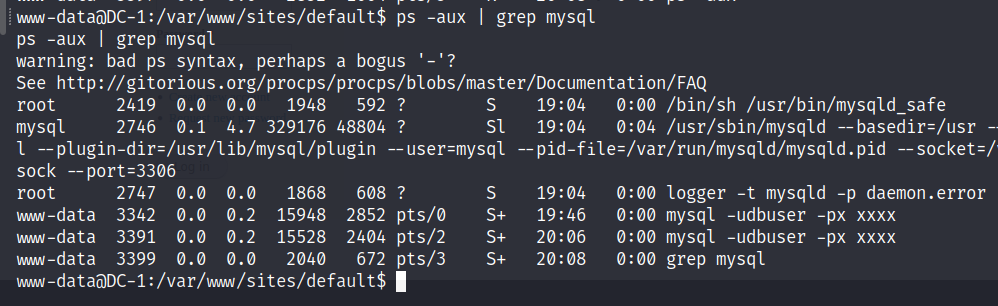 www-data@DC-1:/var/www/sites/default$ ps -aux | grep mysql
ps -aux | grep mysql
warning: bad ps syntax, perhaps a bogus '-'?
See http://gitorious.org/procps/procps/blobs/master/Documentation/FAQ
root 2419 0.0 0.0 1948 592 ? S 19:04 0:00 /bin/sh /usr/bin/mysqld_safe
mysql 2746 0.1 4.7 329176 48804 ? Sl 19:04 0:04 /usr/sbin/mysqld --basedir=/usr -
l --plugin-dir=/usr/lib/mysql/plugin --user=mysql --pid-file=/var/run/mysqld/mysqld.pid --socket=/
sock --port=3306
root 2747 0.0 0.0 1868 608 ? S 19:04 0:00 logger -t mysqld -p daemon.error
www-data 3342 0.0 0.2 15948 2852 pts/0 S+ 19:46 0:00 mysql -udbuser -px xxxx
www-data 3391 0.0 0.2 15528 2404 pts/2 S+ 20:06 0:00 mysql -udbuser -px xxxx
www-data 3399 0.0 0.0 2040 672 pts/3 S+ 20:08 0:00 grep mysql
www-data@DC-1:/var/www/sites/default$